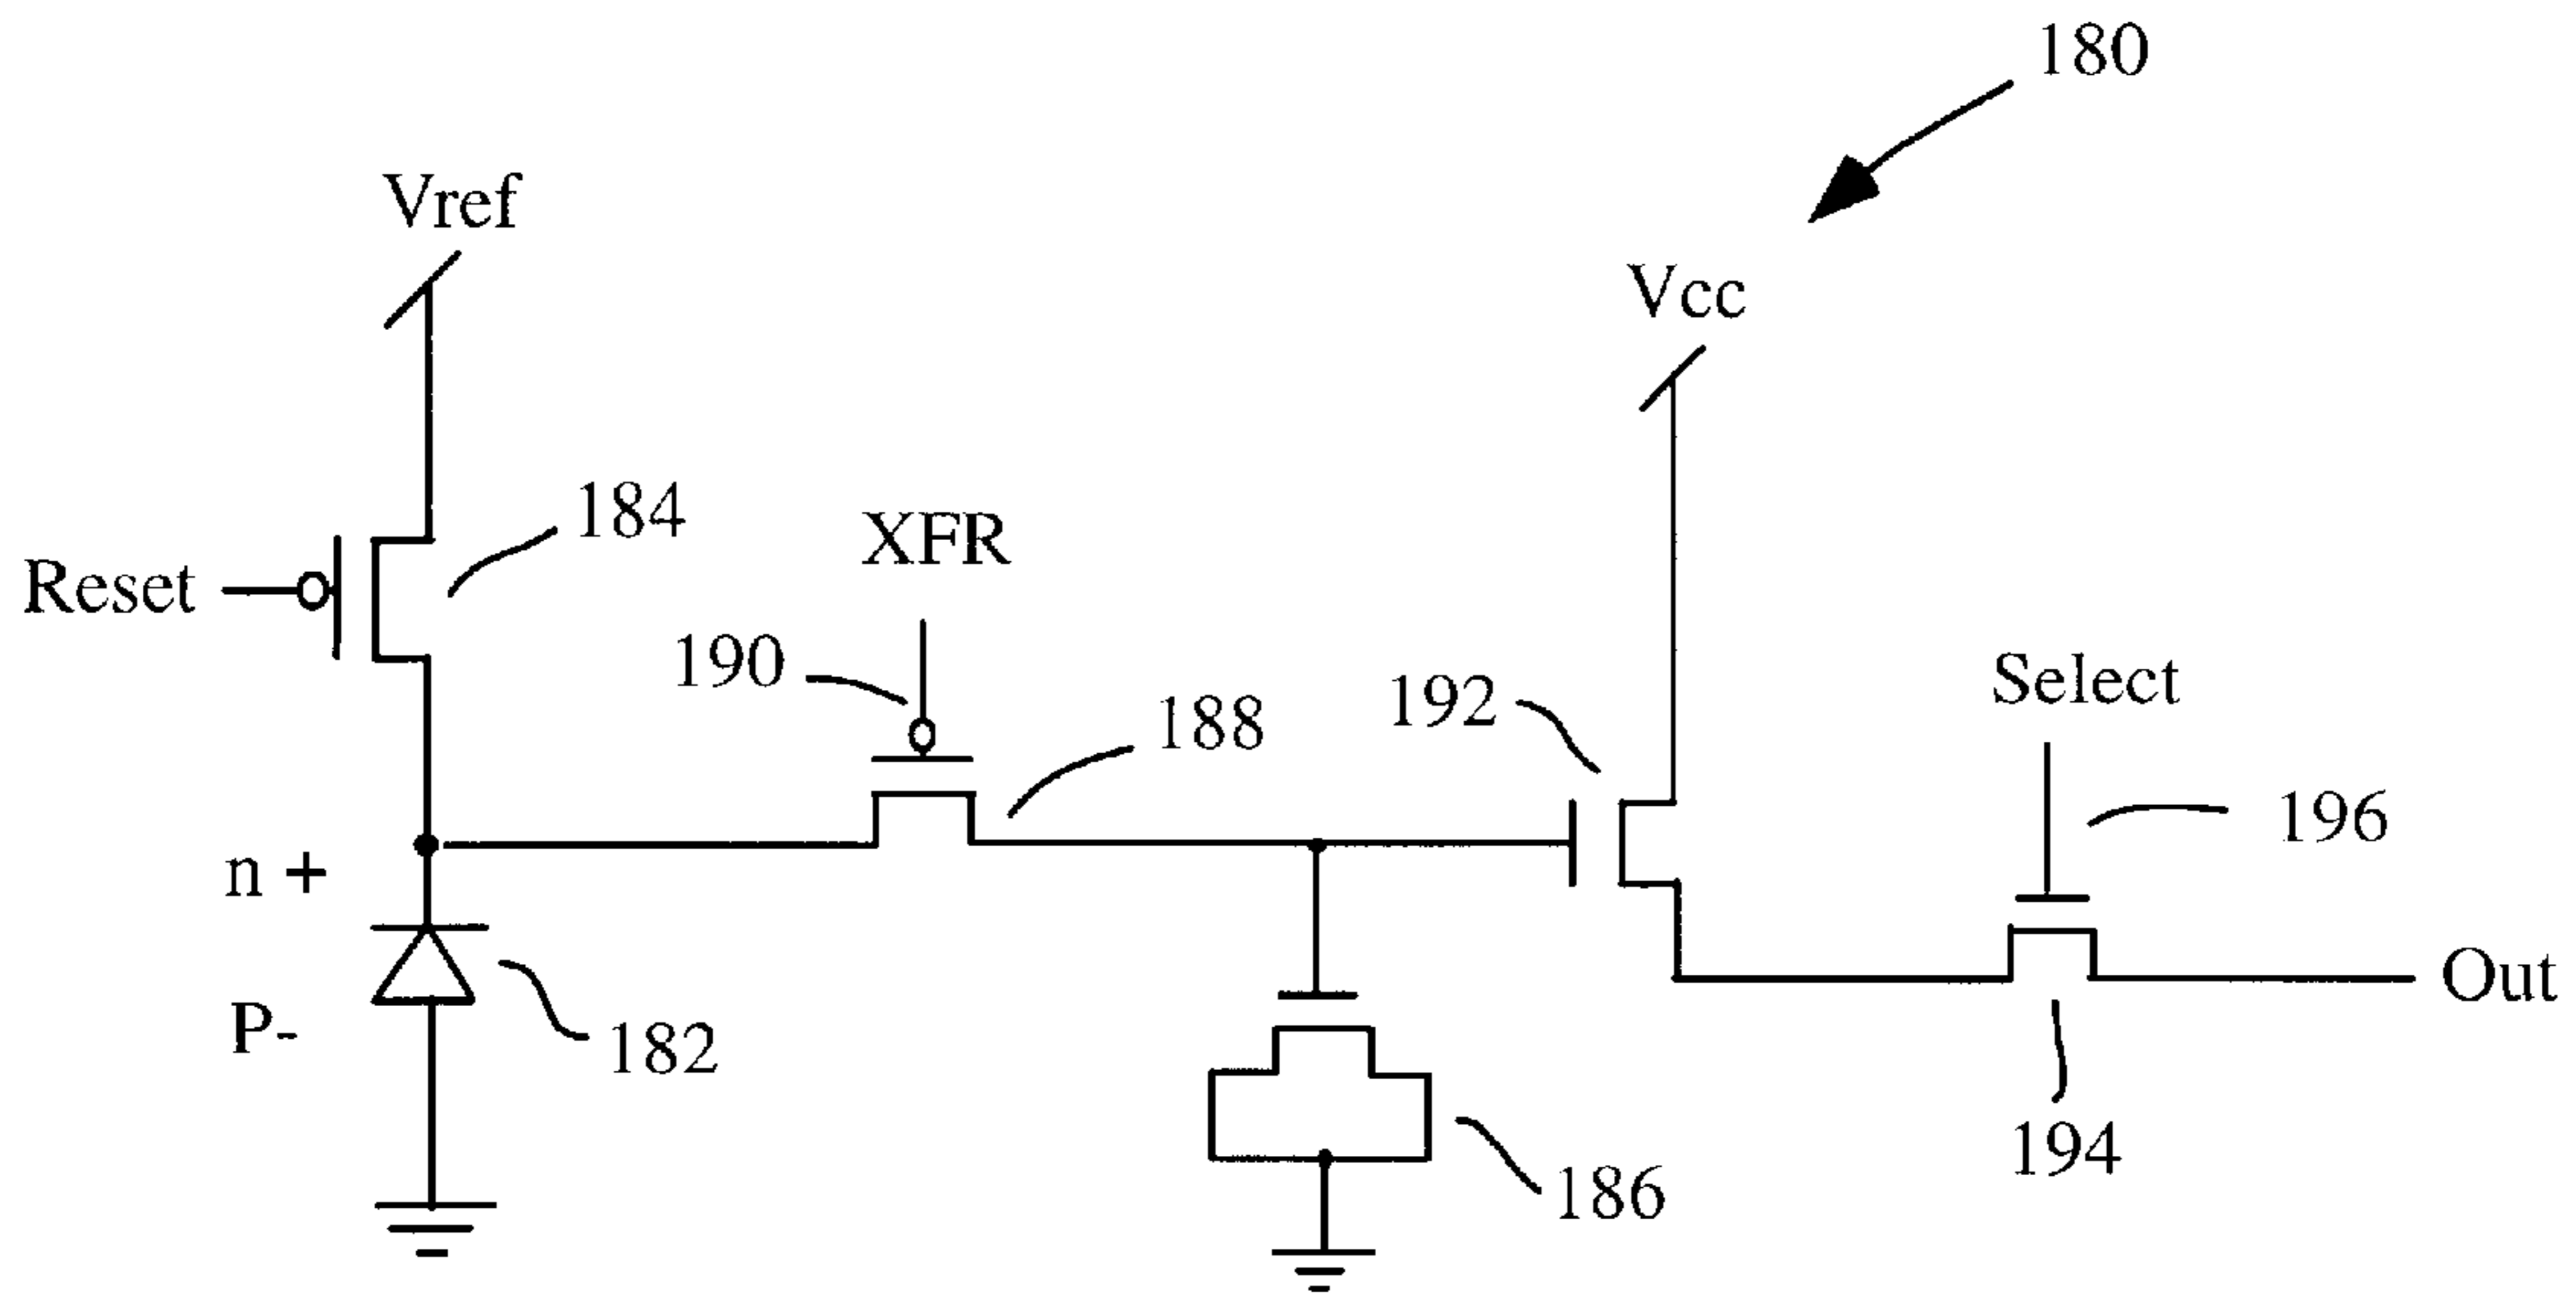 180
Vref
Vcc
184
XFR
Reset
190
188
192
Select
196
n +
Out
P-
182
194
186